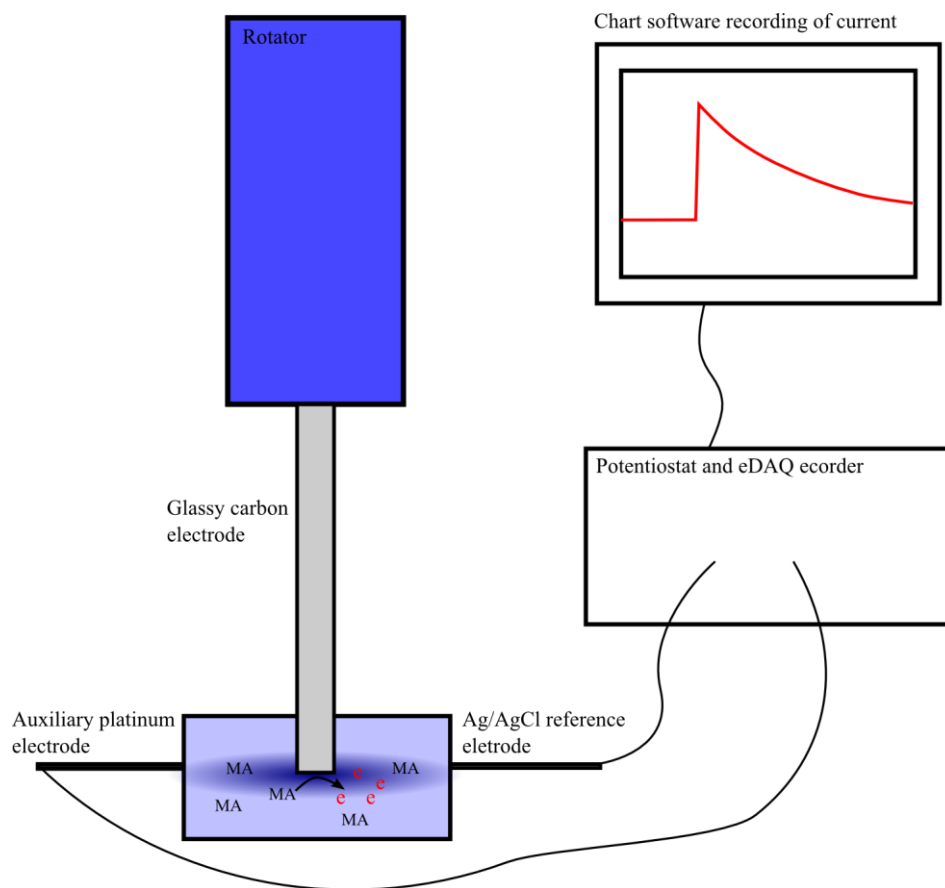 Chart software recording of current
Rotator
Potentiostat and eDAQ ecorder
Glassy carbon
electrode
Auxiliary platinum
electrode
Ag/AgCl reference
eletrode
MA
MA
e
e
MA
MA
e
e
MA